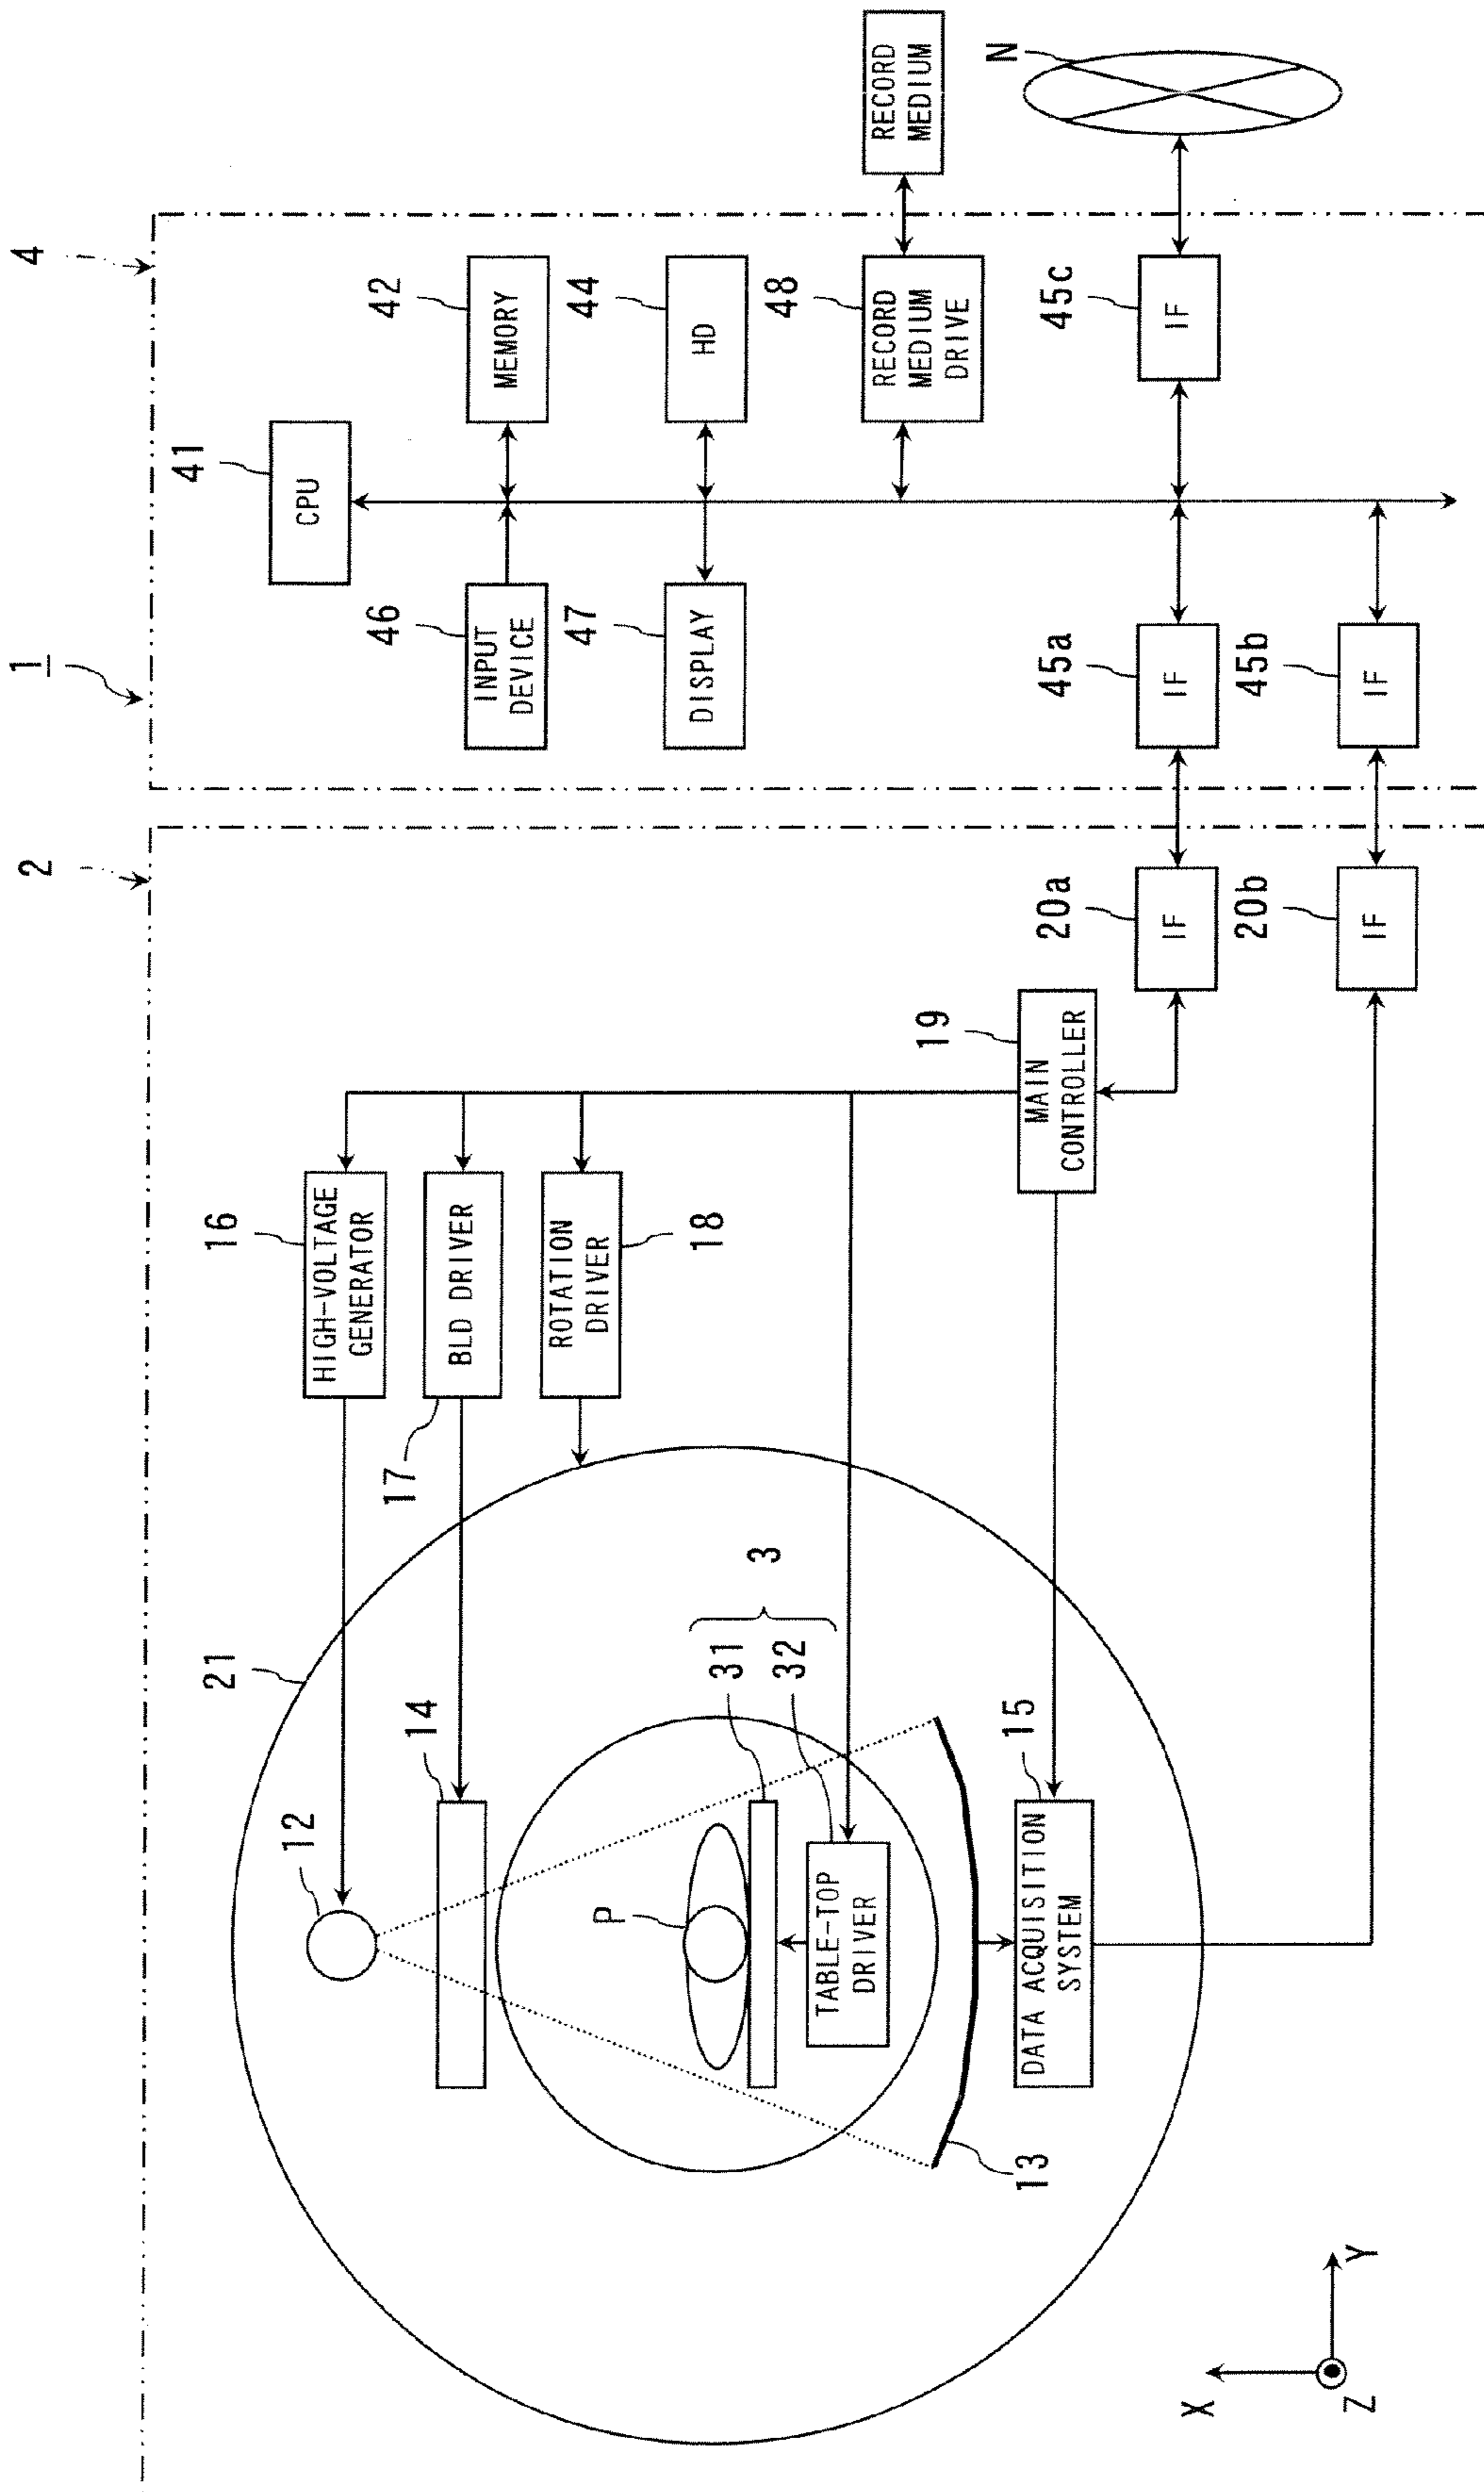 1
2
4
21
12
14
16
HIGH-VOLTAGE
GENERATOR
17
BLD DRIVER
ROTATION
DRIVER
18
P
31
32
3
TABLE-TOP
DRIVER
13
15
DATA ACQUISITION
SYSTEM
19
MAIN
CONTROLLER
20a
IF
20b
IF
X
Z
Y
41
CPU
46
INPUT
DEVICE
42
MEMORY
47
DISPLAY
44
HD
48
RECORD
MEDIUM
DRIVE
RECORD
MEDIUM
45a
IF
45b
IF
45c
IF
N